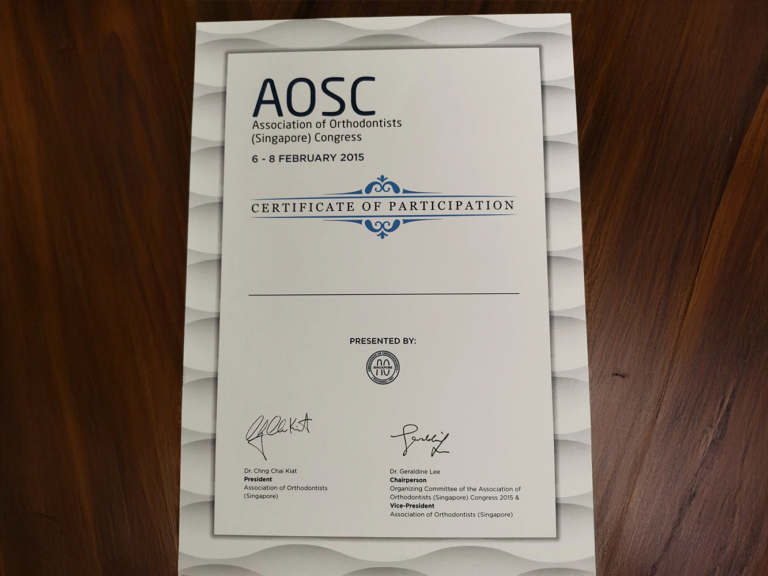 AOSC
Association of Orthodontists
(Singapore) Congress
6 - 8 FEBRUARY 2015
CERTIFICATE OF PARTICIPATION
PRESENTED BY:
SINGAPORE
Dr. Chng Chai Kiat
President
Association of Orthodontists
(Singapore)
Dr. Geraldine Lee
Chairperson
Organizing Committee of the Association of
Orthodontists (Singapore) Congress 2015 &
Vice-President
Association of Orthodontists (Singapore)